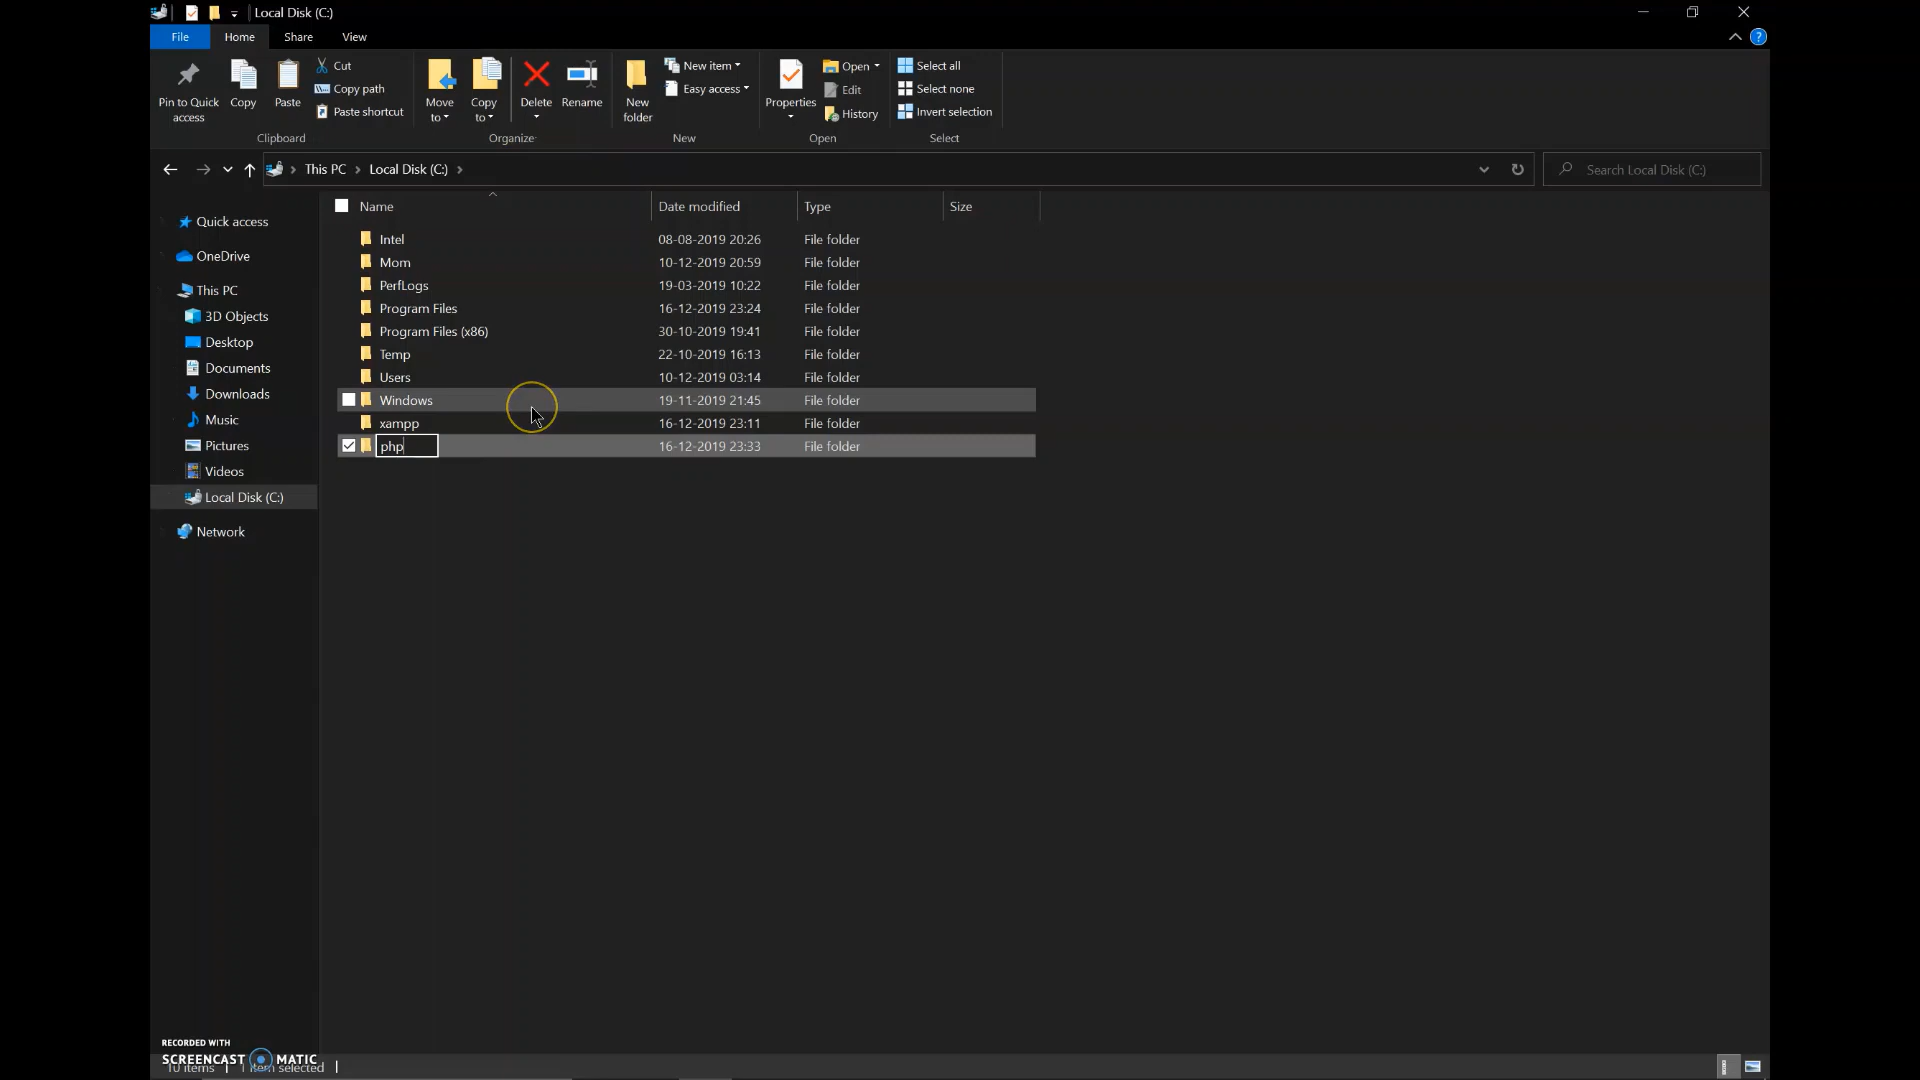 Local Disk (C:)
File Home Share View
Pin to Quick access
Copy
Paste
Cut
Copy path
Paste shortcut
Clipboard
Move to
Copy to
Delete
Rename
Organize
New folder
New item
Easy access
New
Properties
Open
Edit
History
Open
Select all
Select none
Invert selection
Select
This PC Local Disk (C:)
Search Local Disk (C:)
Quick access
OneDrive
This PC
3D Objects
Desktop
Documents
Downloads
Music
Pictures
Videos
Local Disk (C:)
Network
Name Date modified Type Size
Intel 08-08-2019 20:26 File folder
Mom 10-12-2019 20:59 File folder
PerfLogs 19-03-2019 10:22 File folder
Program Files 16-12-2019 23:24 File folder
Program Files (x86) 30-10-2019 19:41 File folder
Temp 22-10-2019 16:13 File folder
Users 10-12-2019 03:14 File folder
Windows 19-11-2019 21:45 File folder
xampp 16-12-2019 23:11 File folder
php 16-12-2019 23:33 File folder
RECORDED WITH
SCREENCAST MATIC
10 items 1 item selected